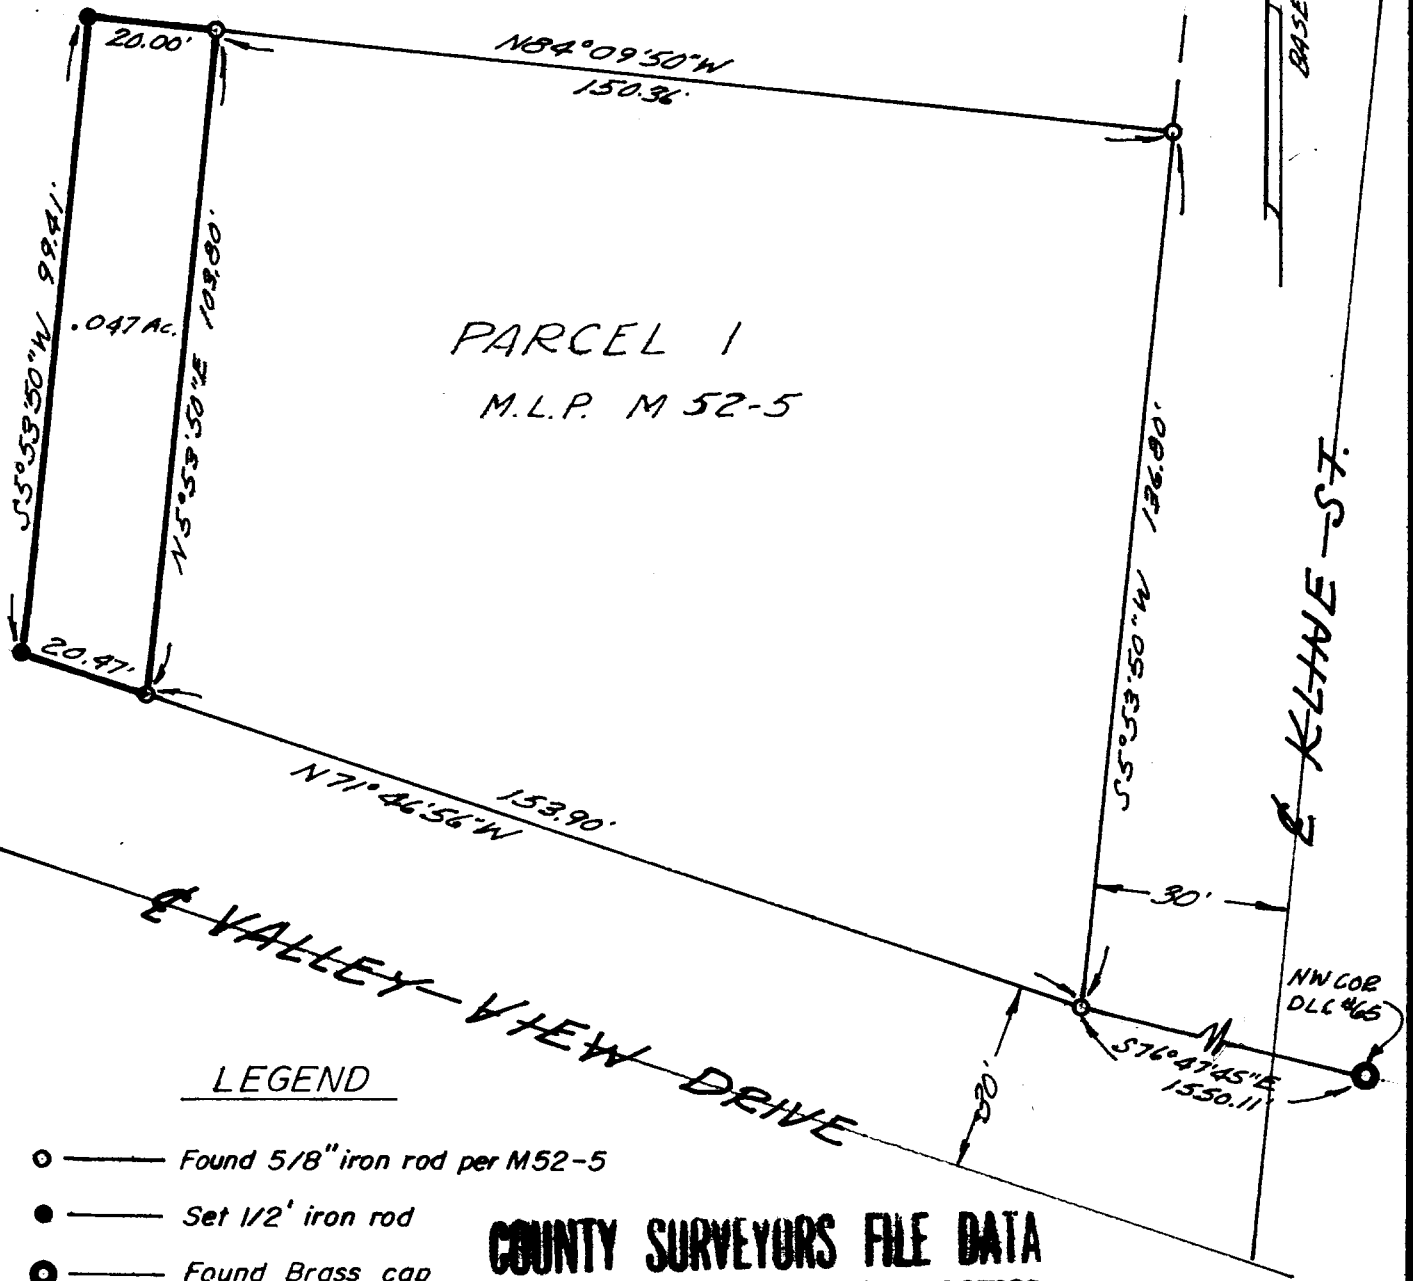 BASE
20.00'
N84°09'50"W
150.36'
S5°53'50"W 99.41'
.047 Ac.
N5°53'50"E 103.80'
PARCEL 1
M.L.P. M 52-5
S5°53'50"W 136.80'
℄ KLINE ST.
20.47'
N71°46'56"W
153.90'
30'
℄ VALLEY VIEW DRIVE
NW COR
DLC #65
S76°47'45"E
1550.11'
LEGEND
Found 5/8" iron rod per M52-5
Set 1/2' iron rod
Found Brass cap
COUNTY SURVEYORS FILE DATA